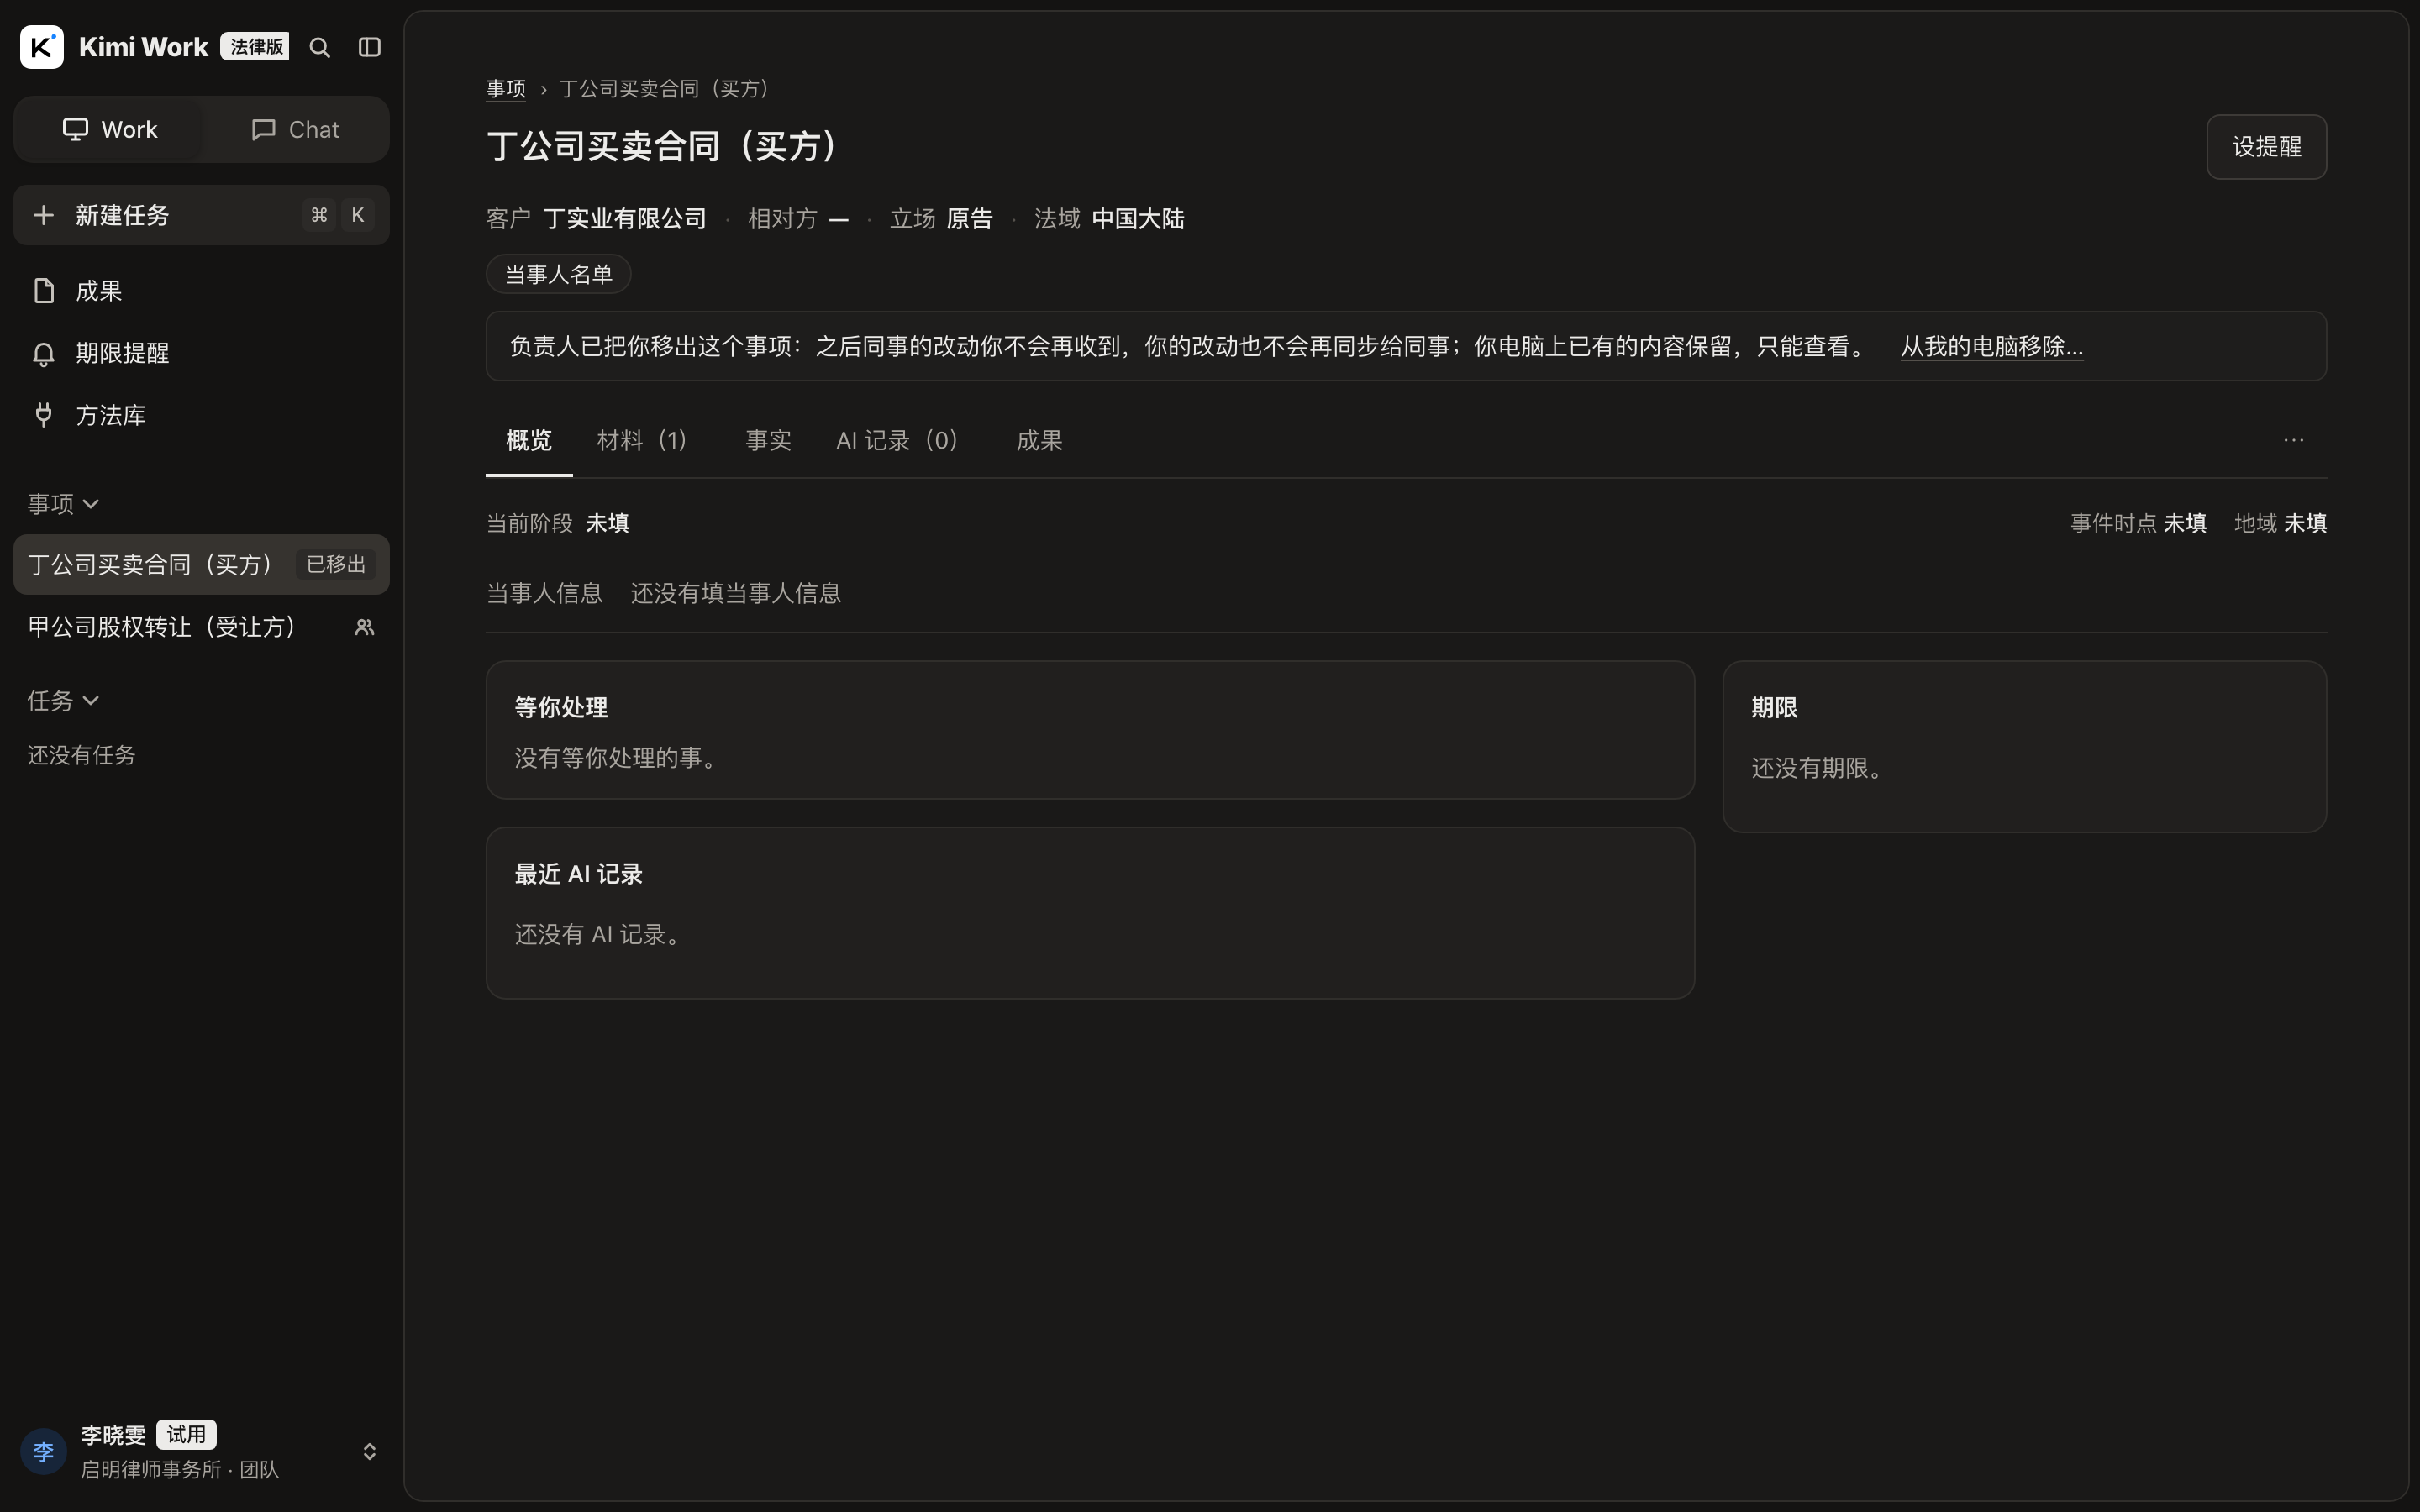 Kimi Work 法律版
Work
Chat
新建任务 ⌘ K
成果
期限提醒
方法库
事项
丁公司买卖合同（买方） 已移出
甲公司股权转让（受让方）
任务
还没有任务
李 李晓雯 试用
启明律师事务所 · 团队
事项 › 丁公司买卖合同（买方）
丁公司买卖合同（买方）
设提醒
客户 丁实业有限公司 · 相对方 — · 立场 原告 · 法域 中国大陆
当事人名单
负责人已把你移出这个事项：之后同事的改动你不会再收到，你的改动也不会再同步给同事；你电脑上已有的内容保留，只能查看。 从我的电脑移除...
概览 材料（1） 事实 AI 记录（0） 成果 ···
当前阶段 未填 事件时点 未填 地域 未填
当事人信息 还没有填当事人信息
等你处理
没有等你处理的事。
期限
还没有期限。
最近 AI 记录
还没有 AI 记录。